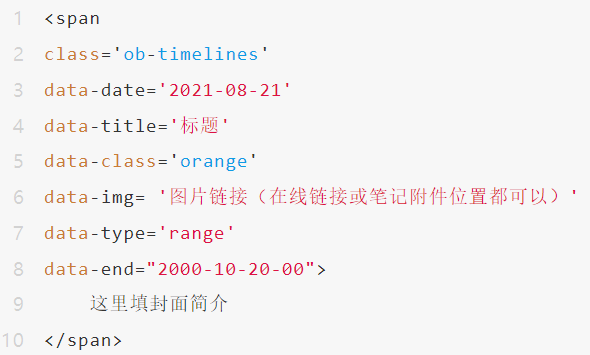 1 <span
2 class='ob-timelines'
3 data-date='2021-08-21'
4 data-title='标题'
5 data-class='orange'
6 data-img= '图片链接（在线链接或笔记附件位置都可以）'
7 data-type='range'
8 data-end="2000-10-20-00">
9     这里填封面简介
10 </span>